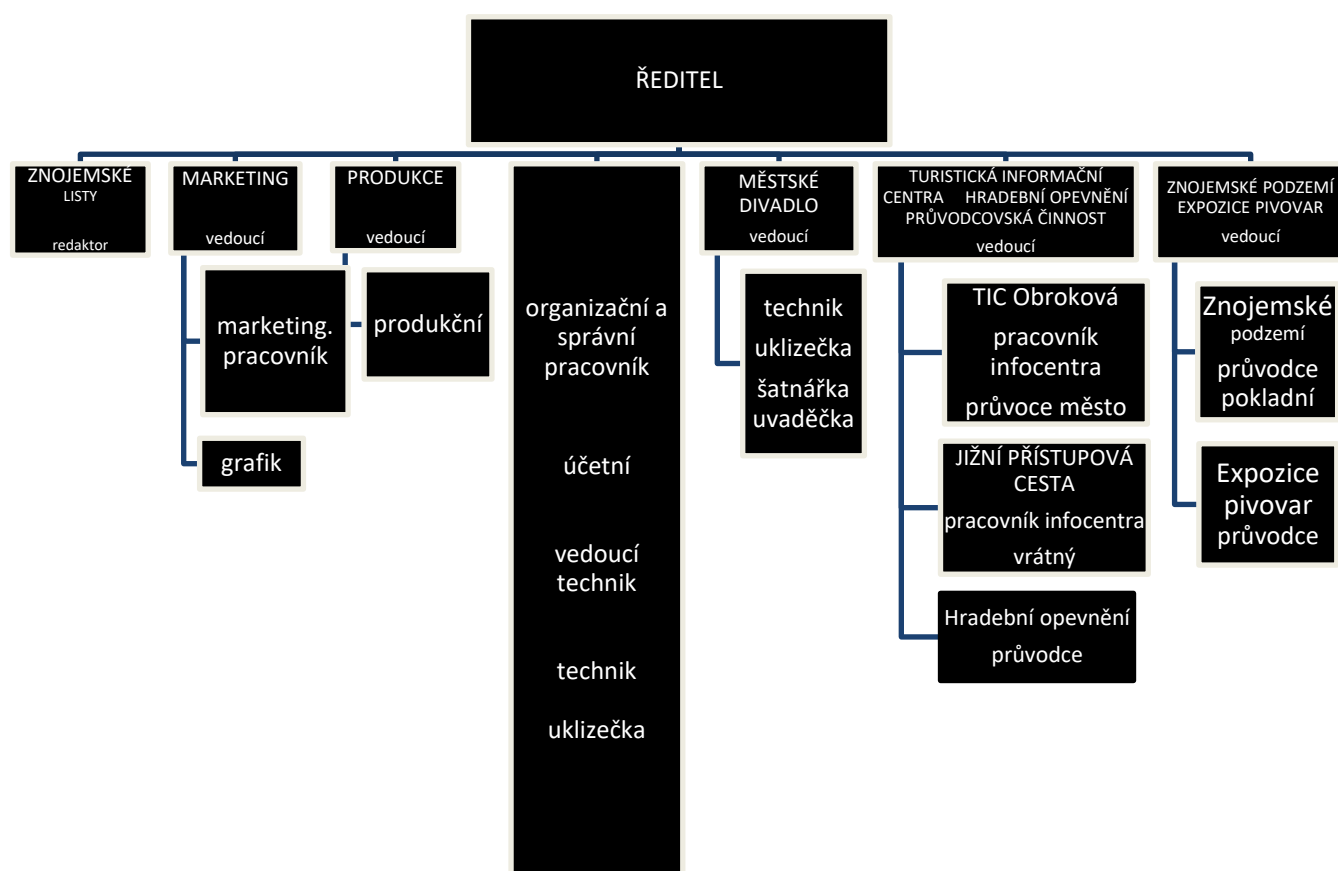 ŘEDITEL
ZNOJEMSKÉ
LISTY
redaktor
MARKETING
vedoucí
marketing.
pracovník
grafik
PRODUKCE
vedoucí
produkční
organizační a
správní
pracovník
účetní
vedoucí
technik
technik
uklizečka
MĚSTSKÉ
DIVADLO
vedoucí
technik
uklizečka
šatnářka
uvaděčka
TURISTICKÁ INFORMAČNÍ
CENTRA HRADEBNÍ OPEVNĚNÍ
PRŮVODCOVSKÁ ČINNOST
vedoucí
TIC Obroková
pracovník
infocentra
průvoce město
JIŽNÍ PŘÍSTUPOVÁ
CESTA
pracovník infocentra
vrátný
Hradební opevnění
průvodce
ZNOJEMSKÉ PODZEMÍ
EXPOZICE PIVOVAR
vedoucí
Znojemské
podzemí
průvodce
pokladní
Expozice
pivovar
průvodce